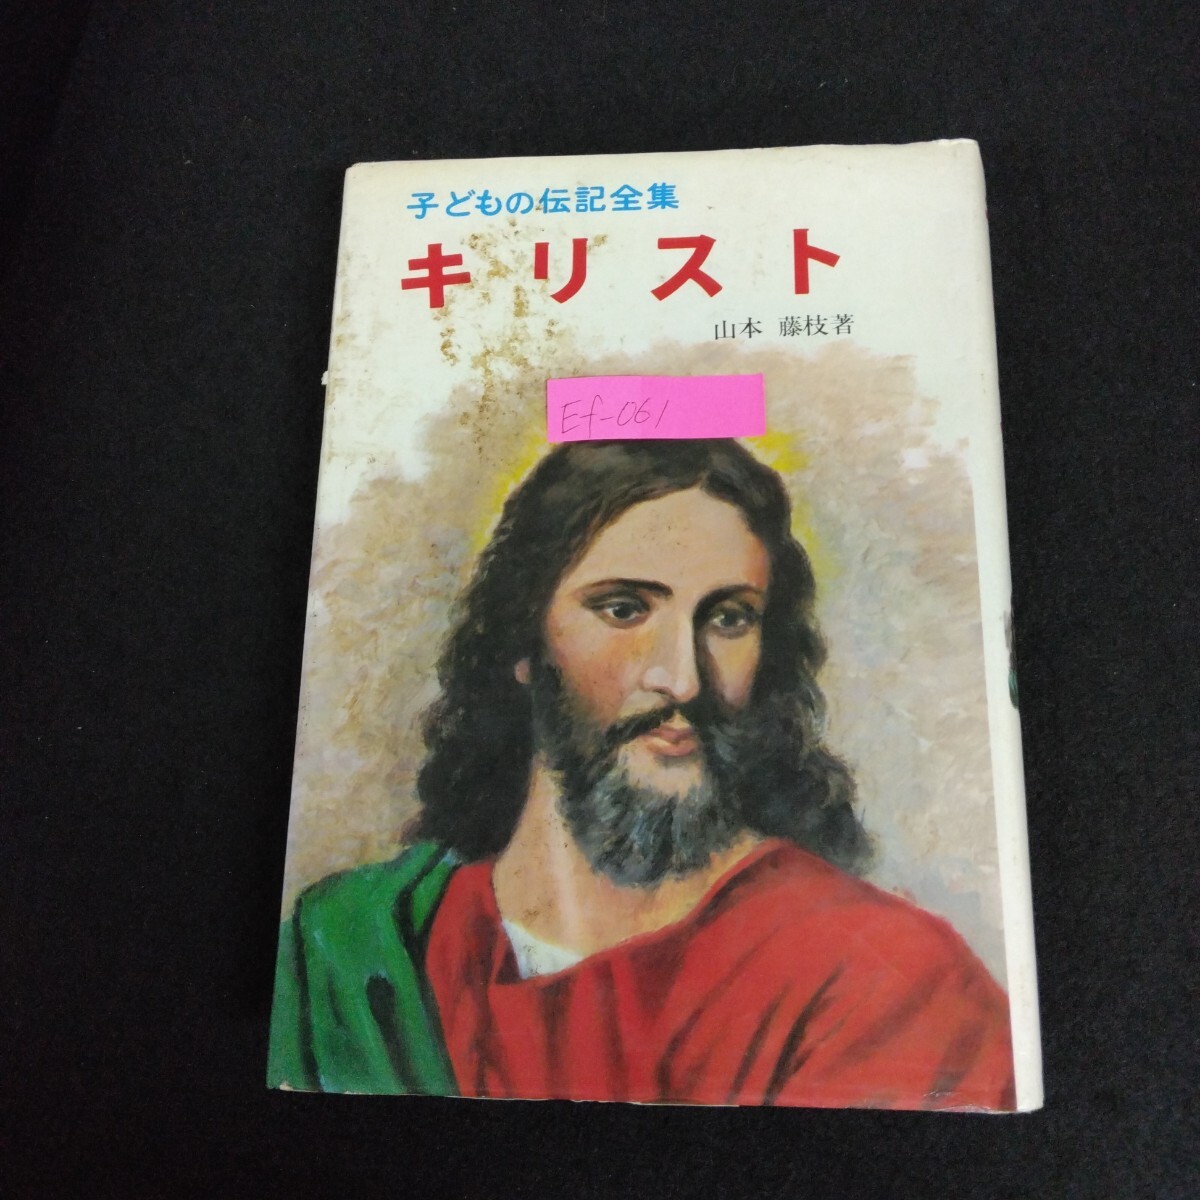 子どもの伝記全集
キリスト
山本 藤枝著
Ef-061